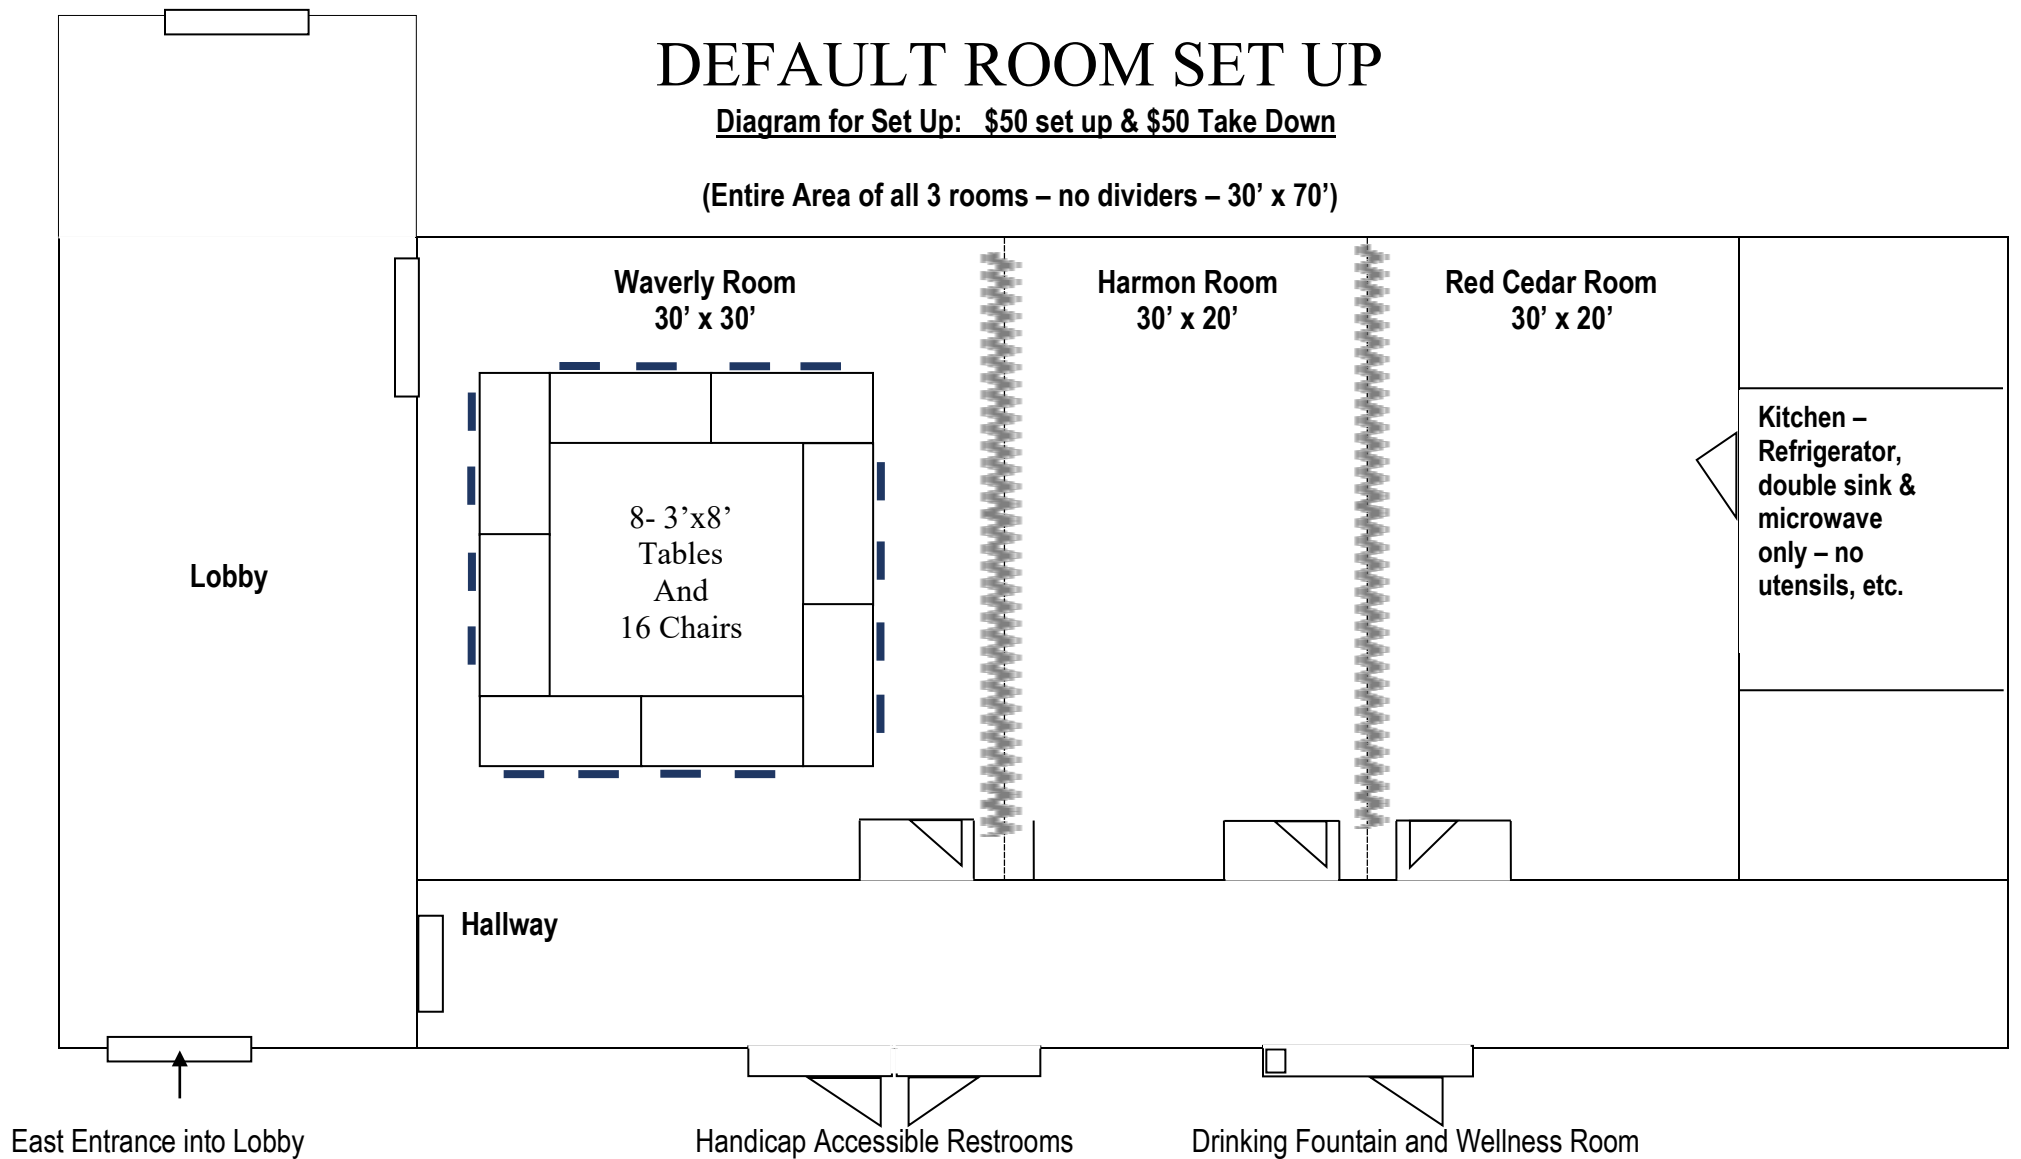 DEFAULT ROOM SET UP
Diagram for Set Up: $50 set up & $50 Take Down
(Entire Area of all 3 rooms – no dividers – 30’ x 70’)
Waverly Room
30’ x 30’
Harmon Room
30’ x 20’
Red Cedar Room
30’ x 20’
Kitchen –
Refrigerator,
double sink &
microwave
only – no
utensils, etc.
8- 3’x8’
Tables
And
16 Chairs
Lobby
Hallway
East Entrance into Lobby
Handicap Accessible Restrooms
Drinking Fountain and Wellness Room